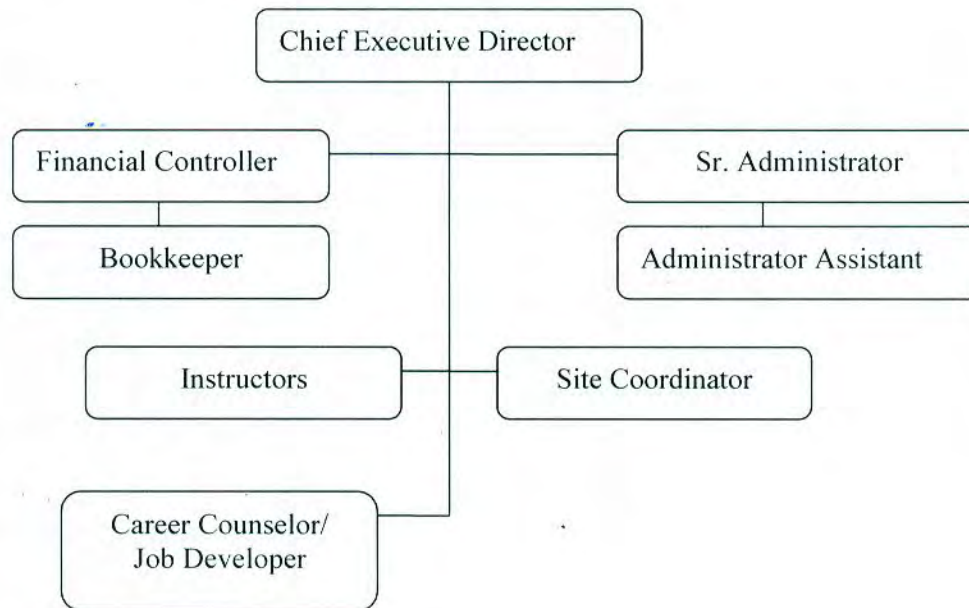 Chief Executive Director
Financial Controller
Sr. Administrator
Bookkeeper
Administrator Assistant
Instructors
Site Coordinator
Career Counselor/
Job Developer